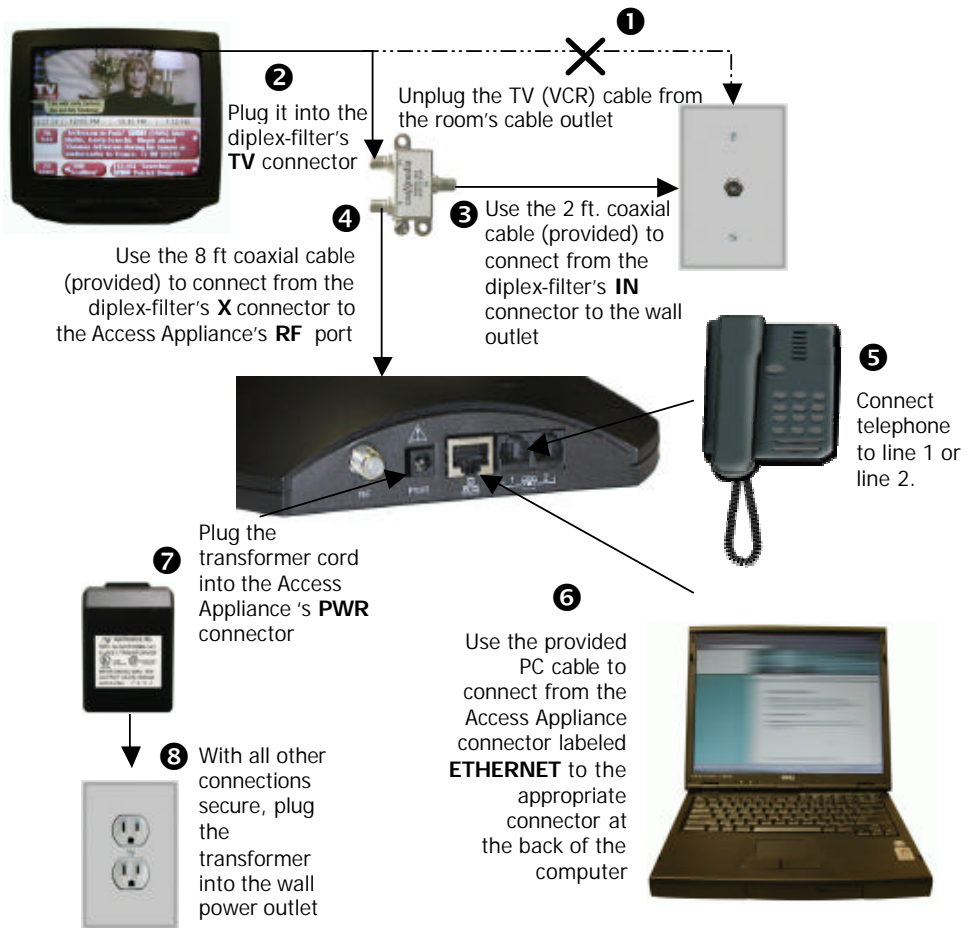 ❶
❷
Plug it into the
diplex-filter's
TV connector
Unplug the TV (VCR) cable from
the room's cable outlet
❸
Use the 2 ft. coaxial
cable (provided) to
connect from the
diplex-filter's IN
connector to the wall
outlet
❹
Use the 8 ft coaxial cable
(provided) to connect from the
diplex-filter's X connector to
the Access Appliance's RF port
❺
Connect
telephone
to line 1 or
line 2.
RF PWR 1 2
❻
Use the provided
PC cable to
connect from the
Access Appliance
connector labeled
ETHERNET to the
appropriate
connector at
the back of the
computer
❼
Plug the
transformer cord
into the Access
Appliance 's PWR
connector
❽
With all other
connections
secure, plug
the
transformer
into the wall
power outlet
TV
DELL